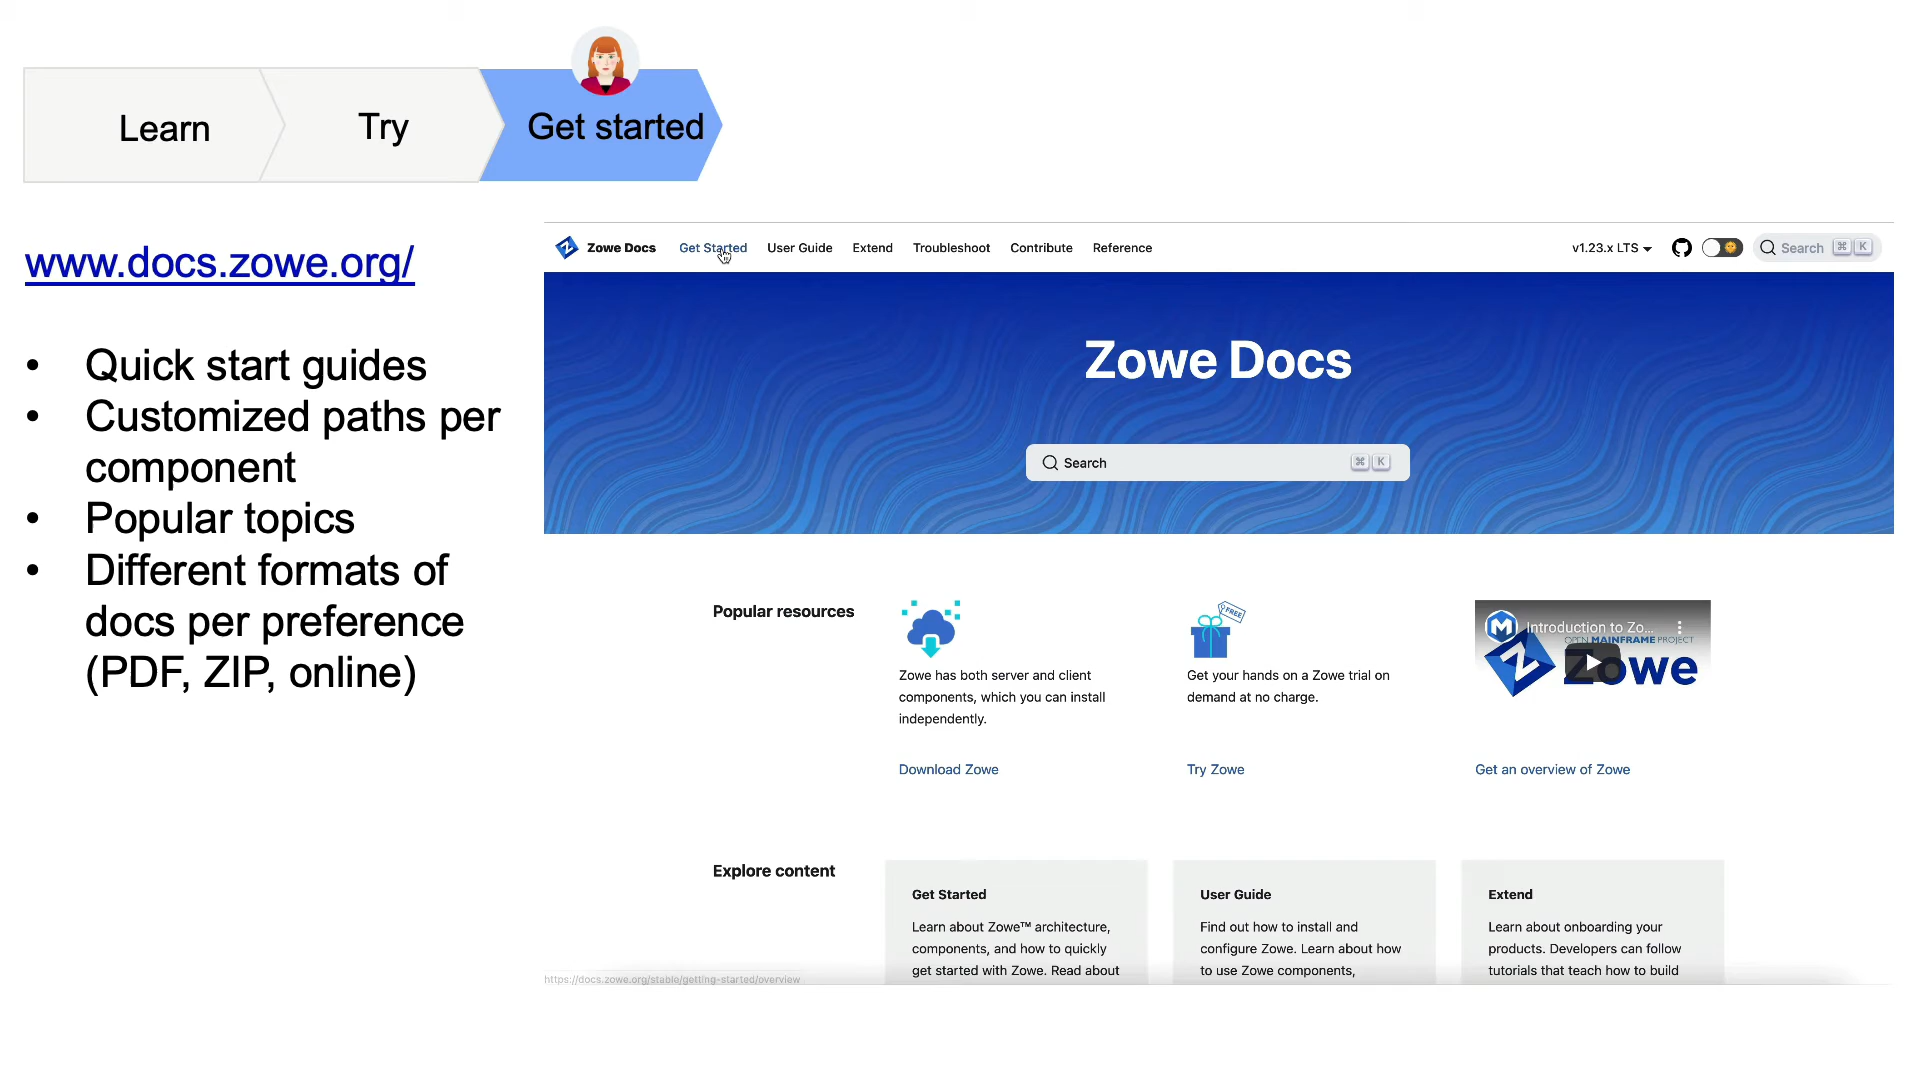 Learn
Try
Get started
www.docs.zowe.org/
• Quick start guides
• Customized paths per
component
• Popular topics
• Different formats of
docs per preference
(PDF, ZIP, online)
Zowe Docs Get Started User Guide Extend Troubleshoot Contribute Reference v1.23.x LTS Search ⌘ K
Zowe Docs
Search ⌘ K
Popular resources
FREE
Zowe has both server and client
components, which you can install
independently.
Download Zowe
Get your hands on a Zowe trial on
demand at no charge.
Try Zowe
Introduction to Zo...
OPEN MAINFRAME PROJECT
Zowe
Get an overview of Zowe
Explore content
Get Started
Learn about Zowe™ architecture,
components, and how to quickly
get started with Zowe. Read about
User Guide
Find out how to install and
configure Zowe. Learn about how
to use Zowe components,
Extend
Learn about onboarding your
products. Developers can follow
tutorials that teach how to build
https://docs.zowe.org/stable/getting-started/overview